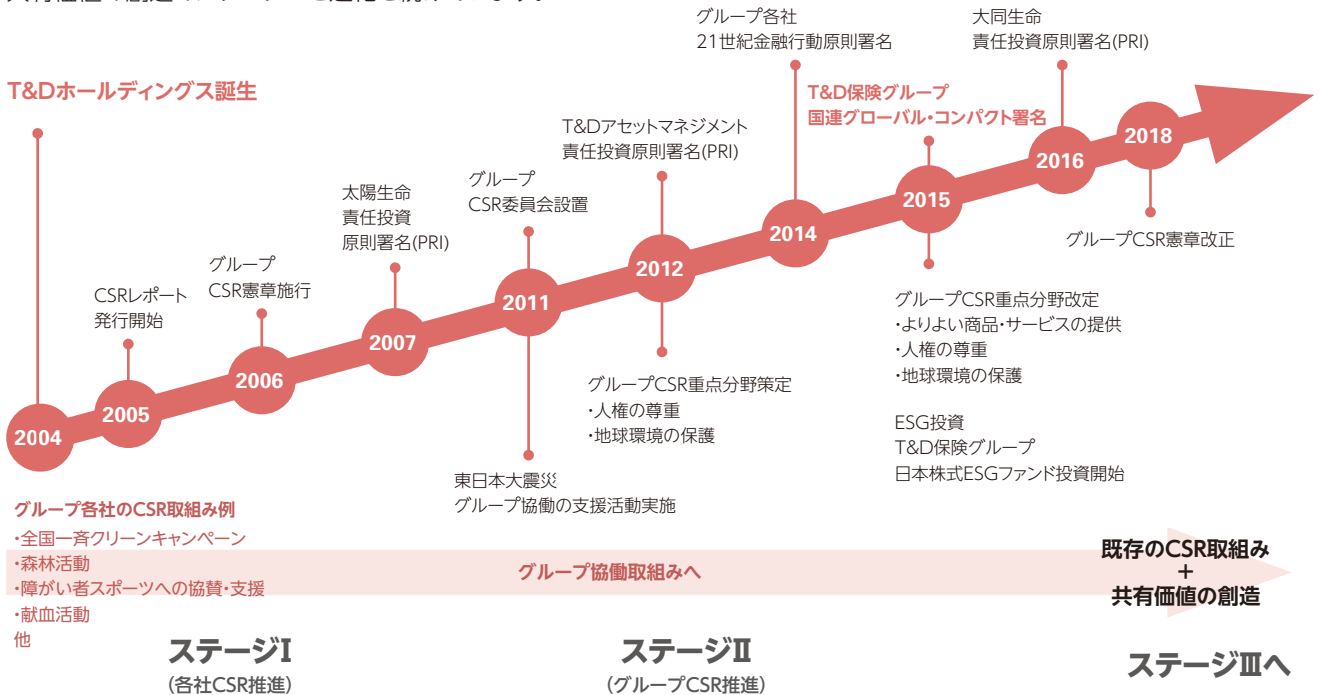 グループ各社
21世紀金融行動原則署名
大同生命
責任投資原則署名(PRI)
T&Dホールディングス誕生
T&D保険グループ
国連グローバル・コンパクト署名
T&Dアセットマネジメント
責任投資原則署名(PRI)
太陽生命
責任投資
原則署名(PRI)
グループ
CSR委員会設置
グループ
CSR憲章施行
CSRレポート
発行開始
2004
2005
2006
2007
2011
2012
2014
2015
2016
2018
グループCSR憲章改正
グループCSR重点分野改定
・よりよい商品・サービスの提供
・人権の尊重
・地球環境の保護
ESG投資
T&D保険グループ
日本株式ESGファンド投資開始
グループCSR重点分野策定
・人権の尊重
・地球環境の保護
東日本大震災
グループ協働の支援活動実施
グループ各社のCSR取組み例
・全国一斉クリーンキャンペーン
・森林活動
・障がい者スポーツへの協賛・支援
・献血活動
他
グループ協働取組みへ
既存のCSR取組み
+
共有価値の創造
ステージⅠ
(各社CSR推進)
ステージⅡ
(グループCSR推進)
ステージⅢへ